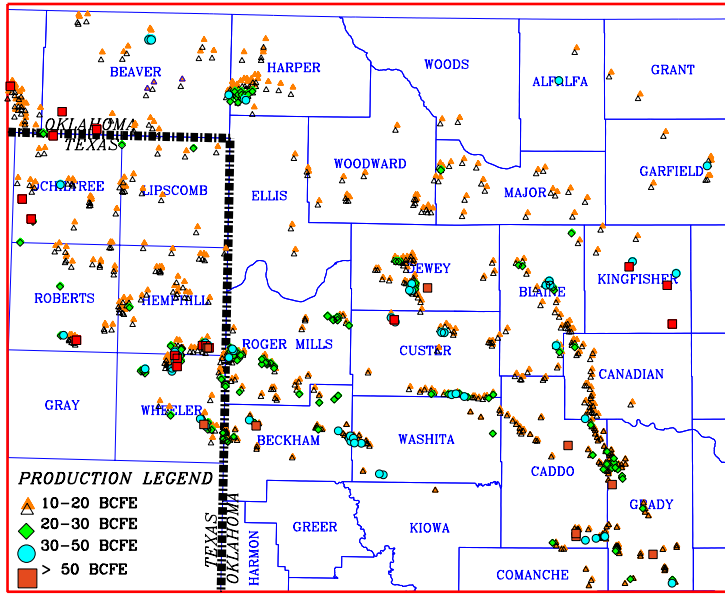 BEAVER
HARPER
WOODS
ALFALFA
GRANT
OKLAHOMA
TEXAS
OCHILTREE
LIPSCOMB
ELLIS
WOODWARD
MAJOR
GARFIELD
ROBERTS
HEMPHILL
DEWEY
BLAINE
KINGFISHER
ROGER MILLS
CUSTER
CANADIAN
GRAY
WHEELER
BECKHAM
WASHITA
CADDO
GRADY
PRODUCTION LEGEND
10-20 BCFE
20-30 BCFE
30-50 BCFE
> 50 BCFE
TEXAS
OKLAHOMA
HARMON
GREER
KIOWA
COMANCHE